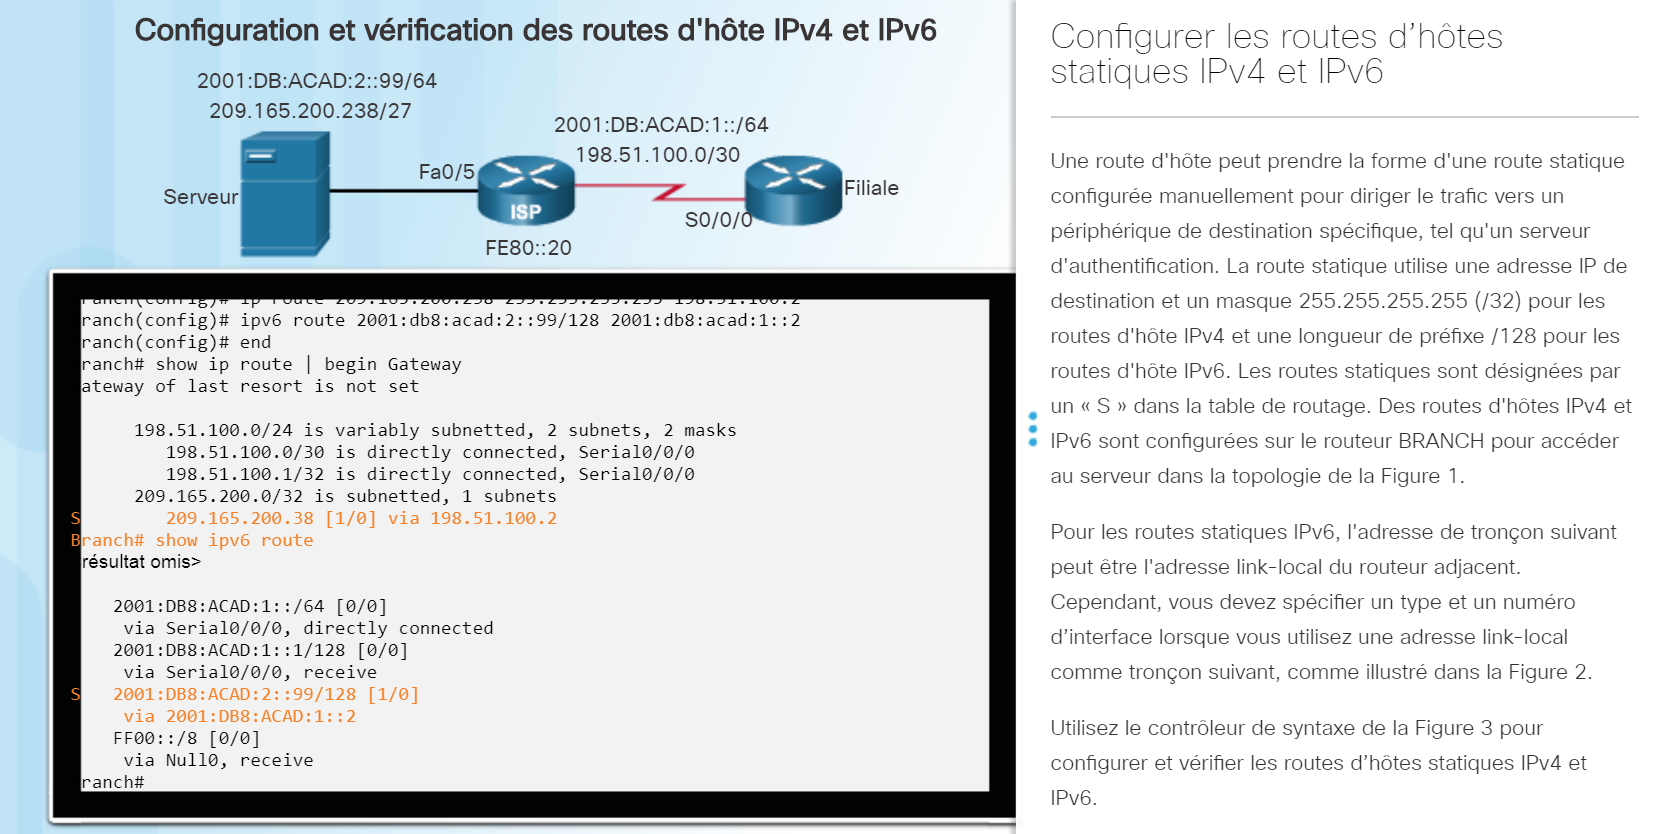 Configuration et vérification des routes d'hôte IPv4 et IPv6
2001:DB:ACAD:2::99/64
209.165.200.238/27
2001:DB:ACAD:1::/64
198.51.100.0/30
Fa0/5
Serveur
ISP
Filiale
S0/0/0
FE80::20
ranch(config)# ip route 209.165.200.238 255.255.255.255 198.51.100.2
ranch(config)# ipv6 route 2001:db8:acad:2::99/128 2001:db8:acad:1::2
ranch(config)# end
ranch# show ip route | begin Gateway
ateway of last resort is not set
198.51.100.0/24 is variably subnetted, 2 subnets, 2 masks
198.51.100.0/30 is directly connected, Serial0/0/0
198.51.100.1/32 is directly connected, Serial0/0/0
209.165.200.0/32 is subnetted, 1 subnets
S 209.165.200.38 [1/0] via 198.51.100.2
Branch# show ipv6 route
résultat omis>
2001:DB8:ACAD:1::/64 [0/0]
via Serial0/0/0, directly connected
2001:DB8:ACAD:1::1/128 [0/0]
via Serial0/0/0, receive
S 2001:DB8:ACAD:2::99/128 [1/0]
via 2001:DB8:ACAD:1::2
FF00::/8 [0/0]
via Null0, receive
ranch#
Configurer les routes d’hôtes
statiques IPv4 et IPv6
Une route d'hôte peut prendre la forme d'une route statique
configurée manuellement pour diriger le trafic vers un
périphérique de destination spécifique, tel qu'un serveur
d'authentification. La route statique utilise une adresse IP de
destination et un masque 255.255.255.255 (/32) pour les
routes d'hôte IPv4 et une longueur de préfixe /128 pour les
routes d'hôte IPv6. Les routes statiques sont désignées par
un « S » dans la table de routage. Des routes d'hôtes IPv4 et
IPv6 sont configurées sur le routeur BRANCH pour accéder
au serveur dans la topologie de la Figure 1.
Pour les routes statiques IPv6, l'adresse de tronçon suivant
peut être l'adresse link-local du routeur adjacent.
Cependant, vous devez spécifier un type et un numéro
d’interface lorsque vous utilisez une adresse link-local
comme tronçon suivant, comme illustré dans la Figure 2.
Utilisez le contrôleur de syntaxe de la Figure 3 pour
configurer et vérifier les routes d’hôtes statiques IPv4 et
IPv6.